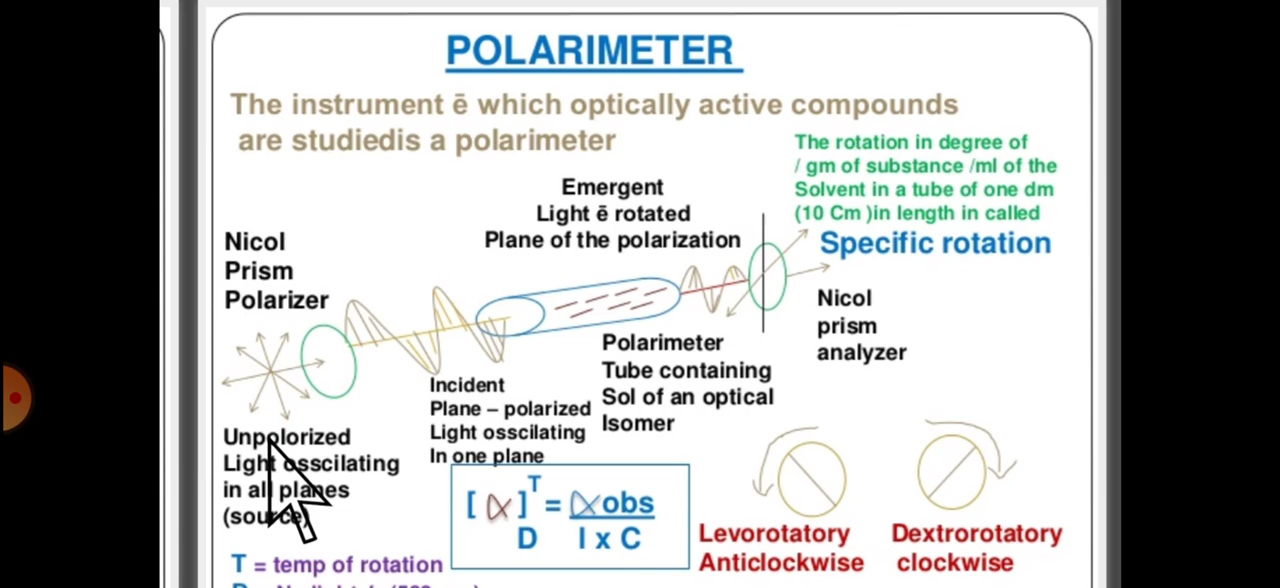 POLARIMETER
The instrument ē which optically active compounds
are studiedis a polarimeter
The rotation in degree of
/ gm of substance /ml of the
Solvent in a tube of one dm
(10 Cm )in length in called
Specific rotation
Emergent
Light ē rotated
Plane of the polarization
Nicol
Prism
Polarizer
Nicol
prism
analyzer
Polarimeter
Tube containing
Sol of an optical
Isomer
Incident
Plane – polarized
Light osscilating
In one plane
Unpolorized
Light osscilating
in all planes
(source)
[ α ]
T
= αobs
D l x C
Levorotatory
Anticlockwise
Dextrorotatory
clockwise
T = temp of rotation